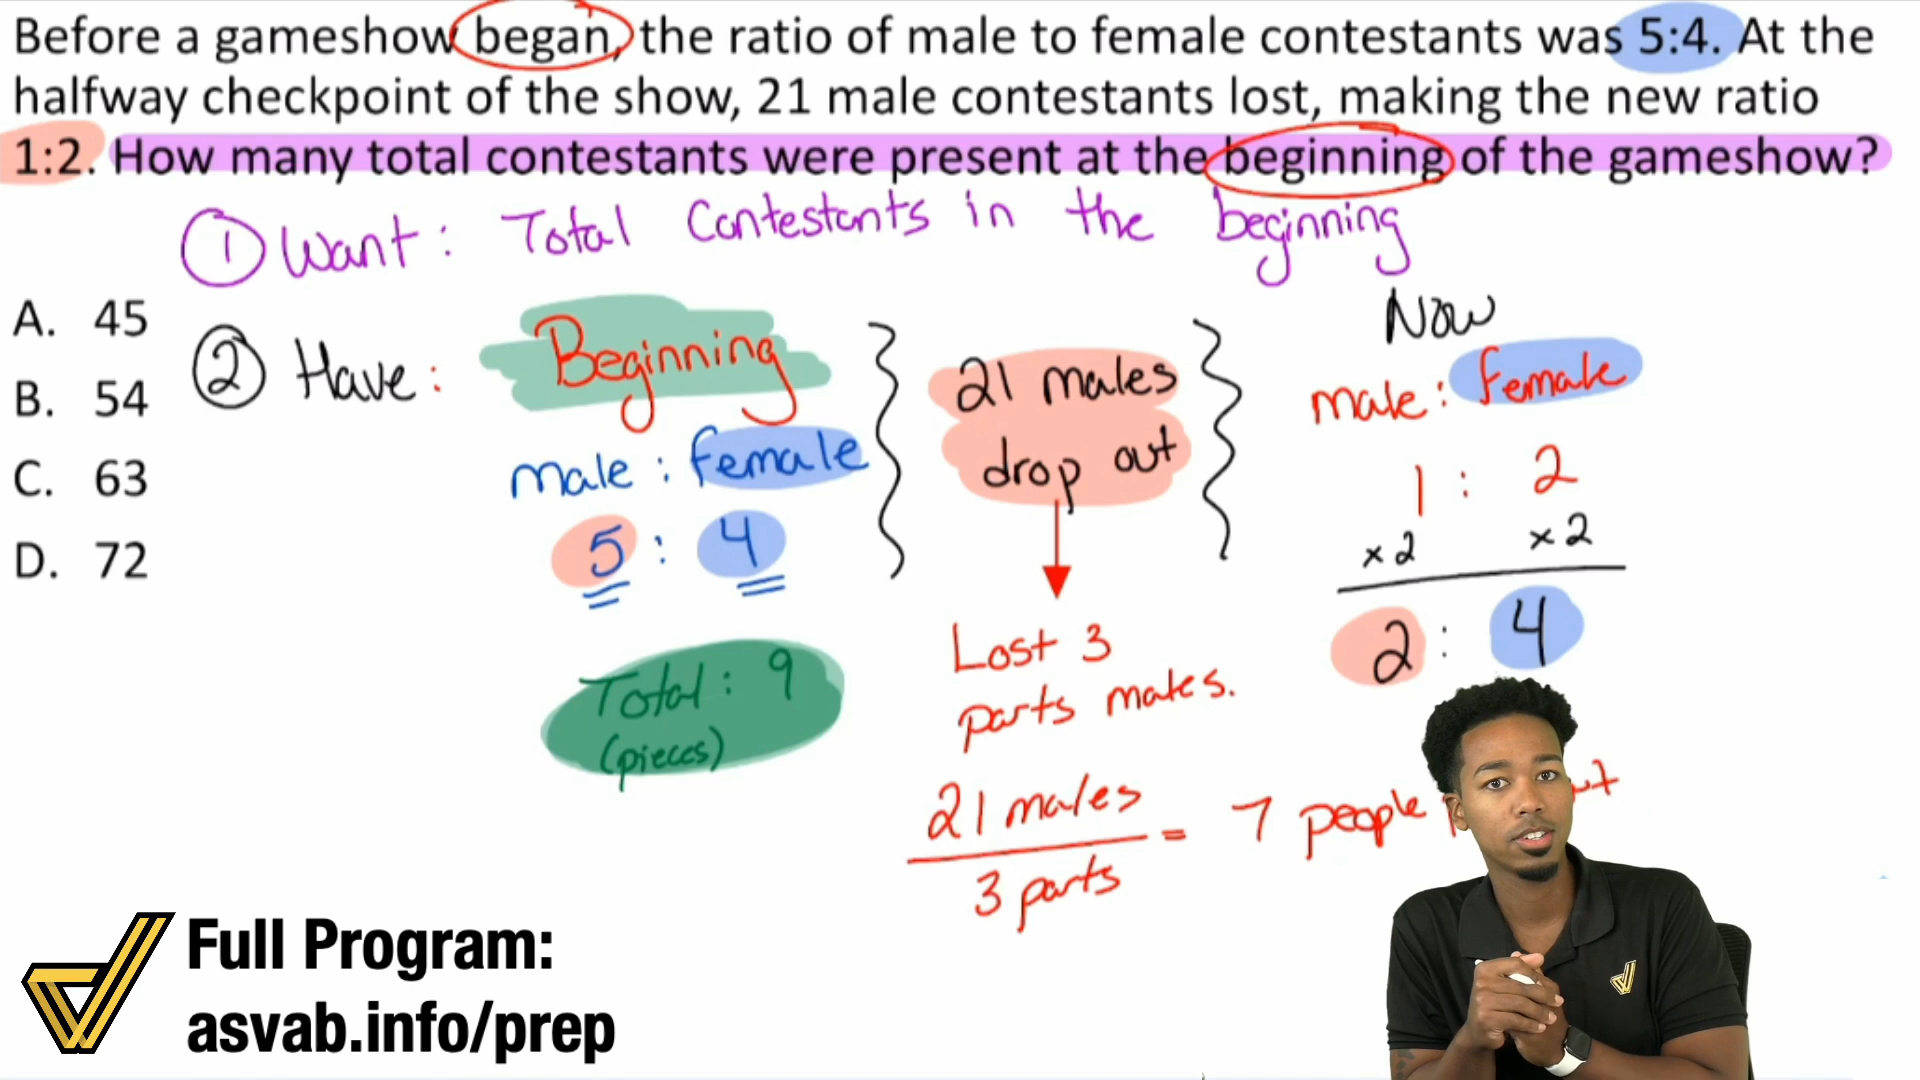 Before a gameshow began, the ratio of male to female contestants was 5:4. At the
halfway checkpoint of the show, 21 male contestants lost, making the new ratio
1:2. How many total contestants were present at the beginning of the gameshow?
1 Want: Total Contestants in the beginning
A. 45
B. 54
C. 63
D. 72
2 Have:
Beginning
male : female
5 : 4
Total: 9
(pieces)
21 males
drop out
Lost 3
parts males.
21 males
3 parts
= 7 people
Now
male: female
1 : 2
x2 x2
2 : 4
Full Program:
asvab.info/prep